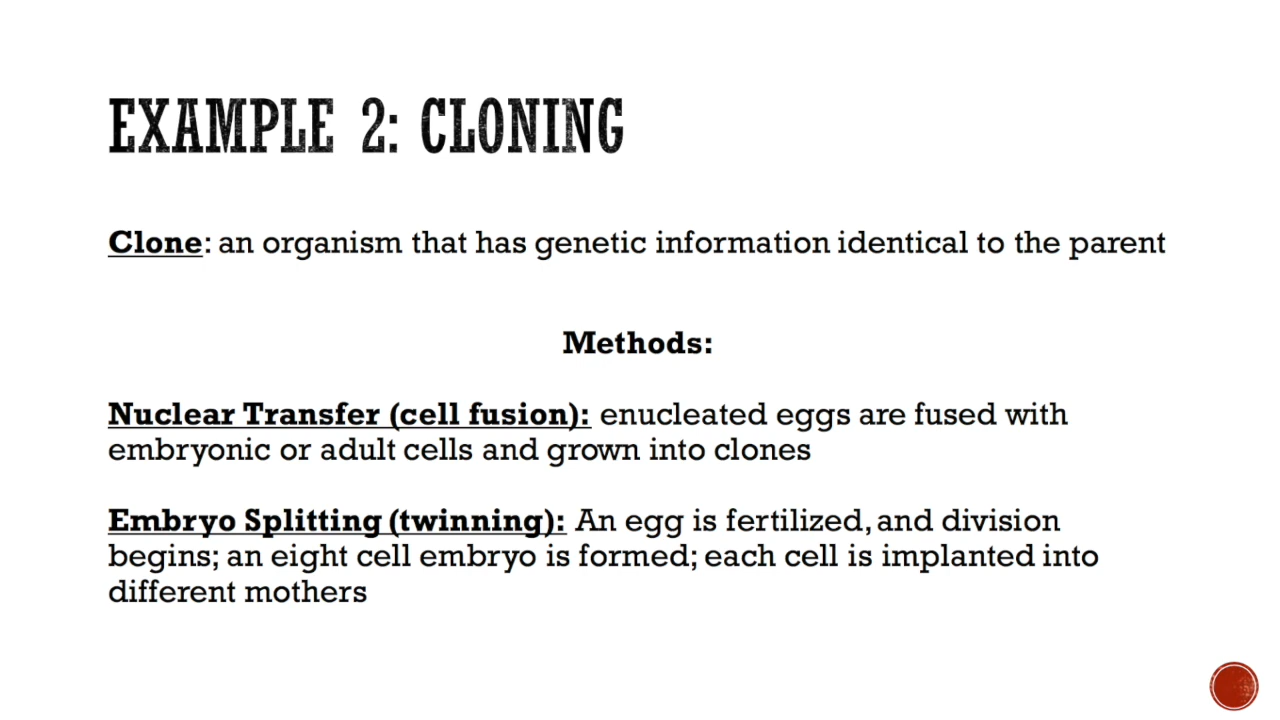 EXAMPLE 2: CLONING
Clone: an organism that has genetic information identical to the parent
Methods:
Nuclear Transfer (cell fusion): enucleated eggs are fused with
embryonic or adult cells and grown into clones
Embryo Splitting (twinning): An egg is fertilized, and division
begins; an eight cell embryo is formed; each cell is implanted into
different mothers